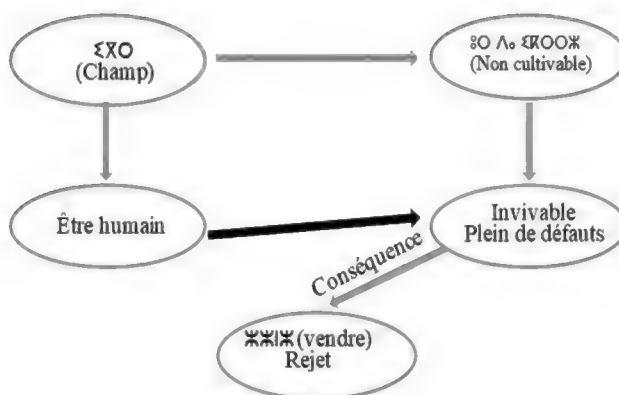 ⵉⴳⵔ
(Champ)
ⵓⵔ ⴷⴰ ⵉⴽⵔⵔⵣ
(Non cultivable)
Être humain
Invivable
Plein de défauts
Conséquence
ⵣⵣⵏⵣ (vendre)
Rejet